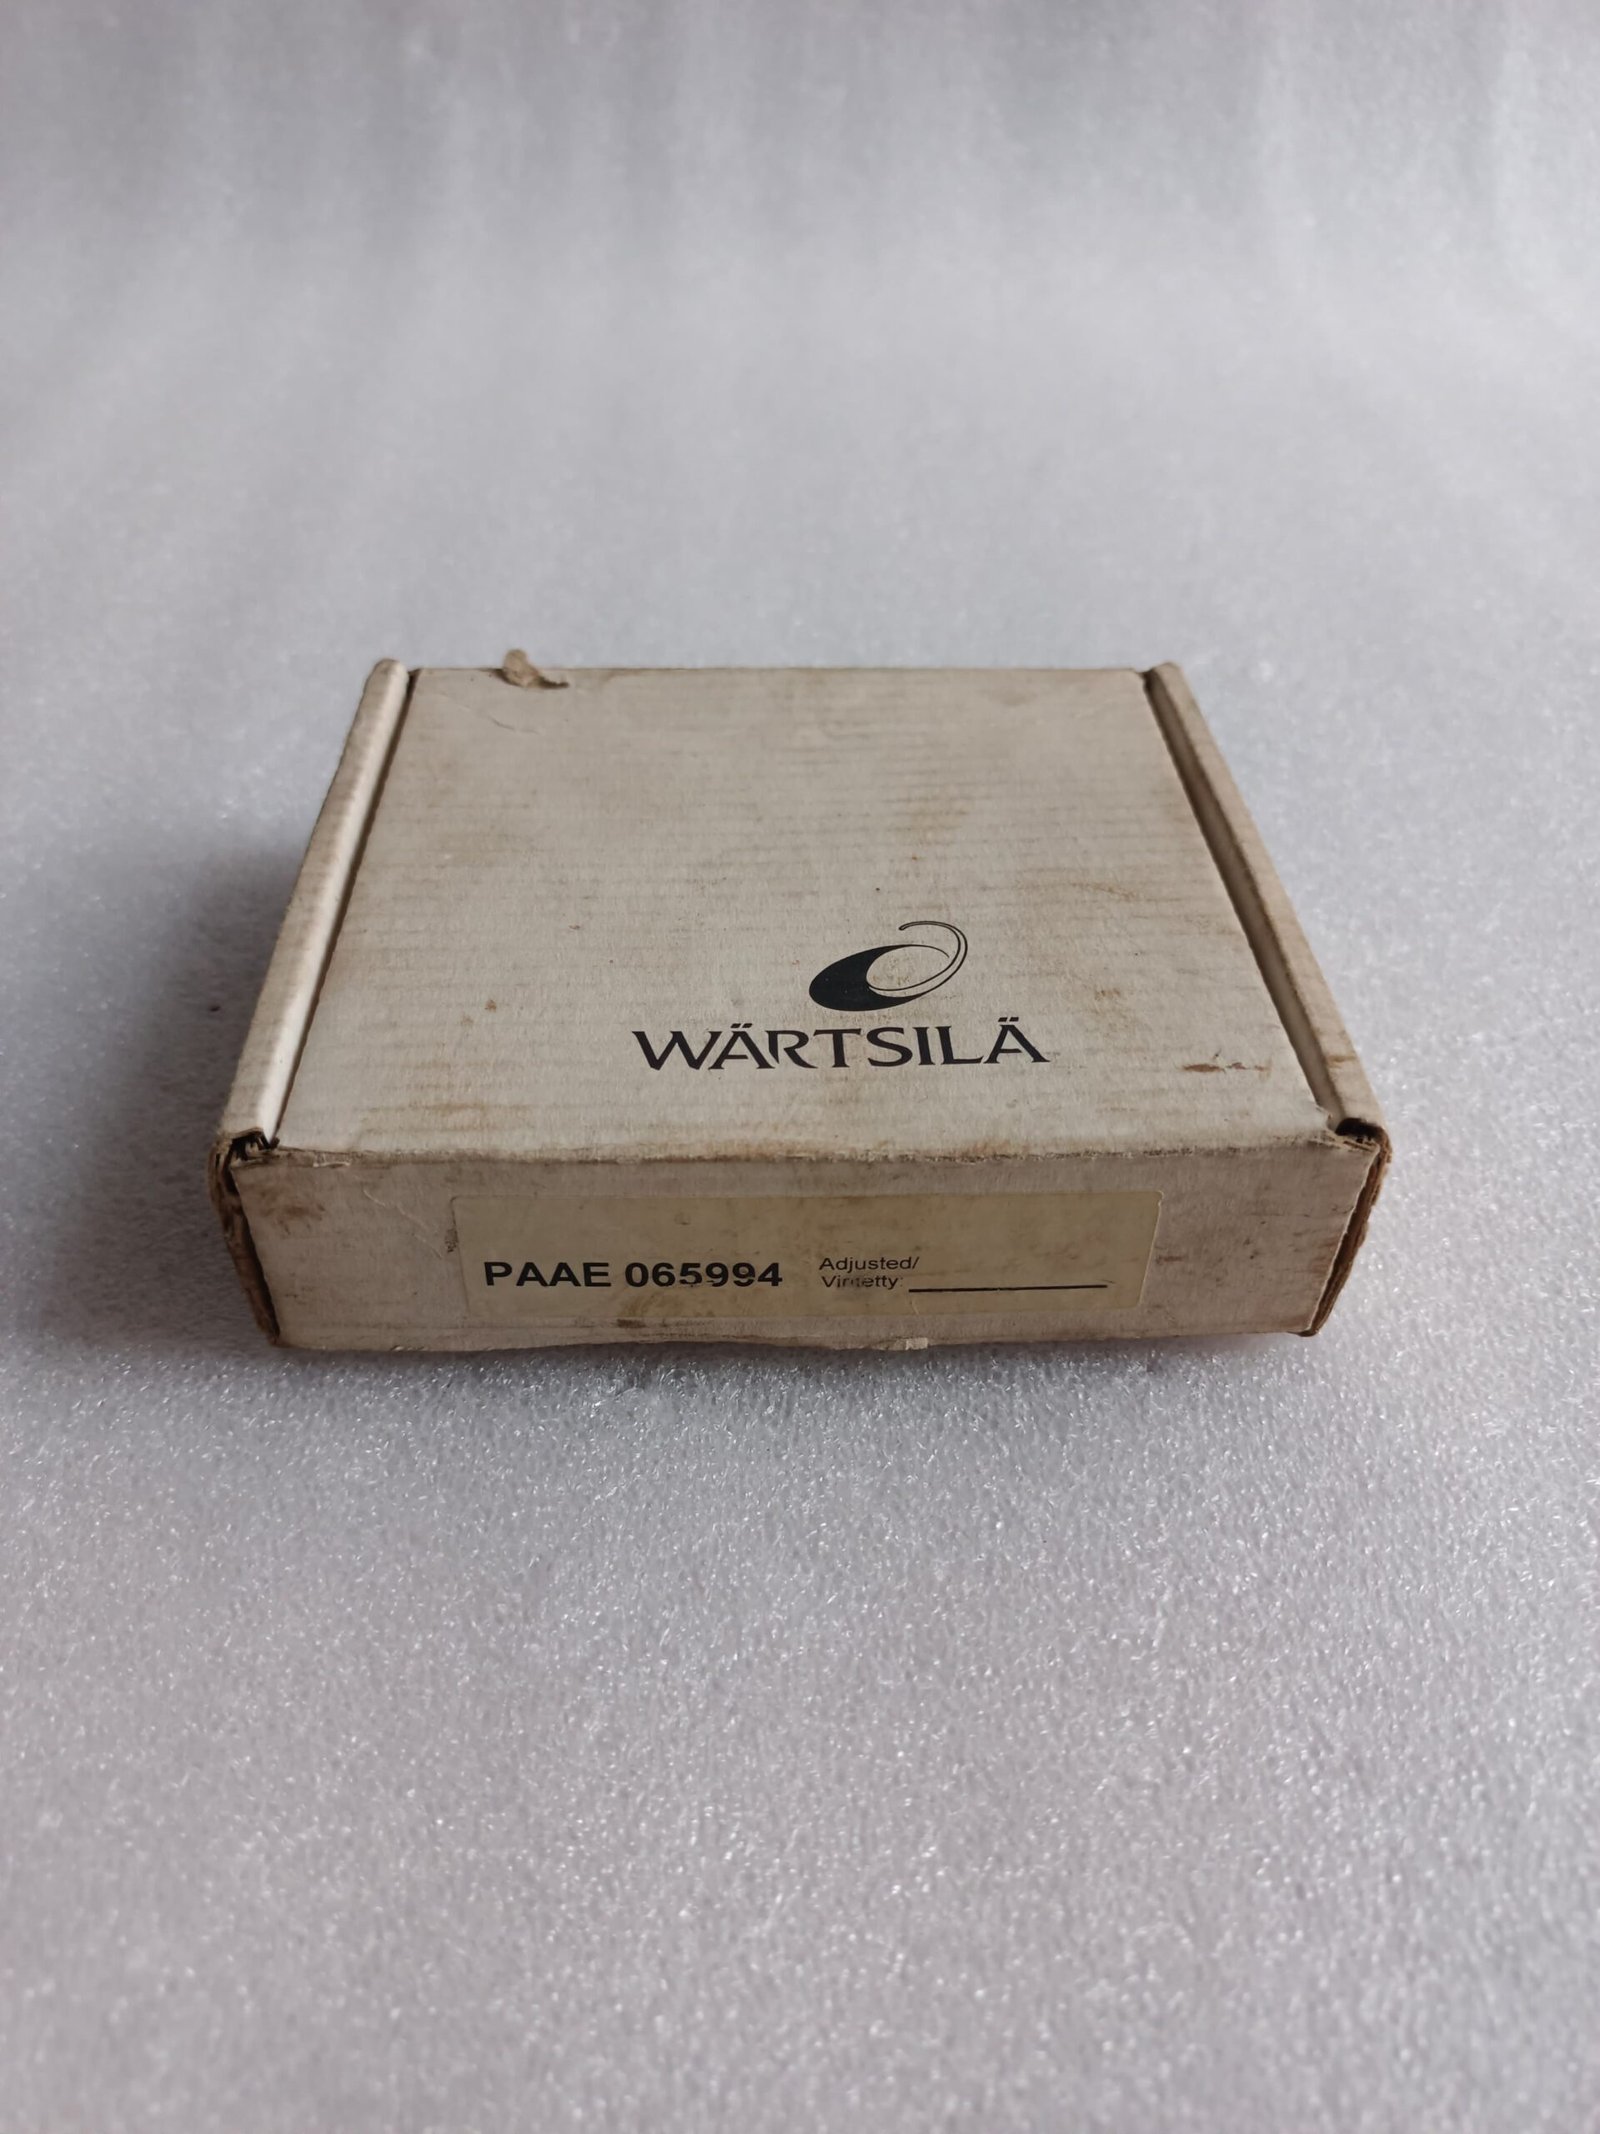 WÄRTSILÄ
PAAE 065994
Adjusted/
Viritetty: